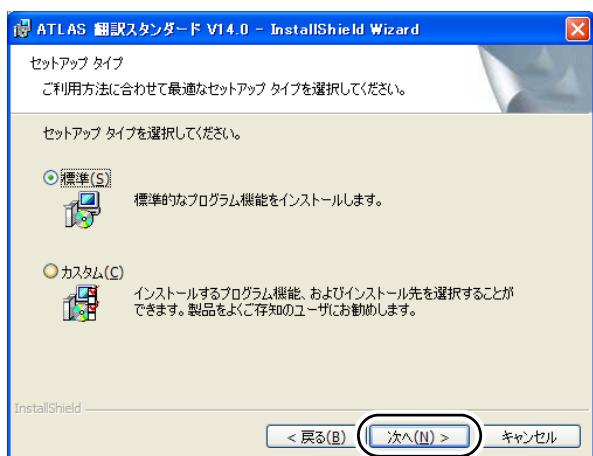 ATLAS 翻訳スタンダード V14.0 - InstallShield Wizard
セットアップ タイプ
ご利用方法に合わせて最適なセットアップ タイプを選択してください。
セットアップ タイプを選択してください。
標準(S)
標準的なプログラム機能をインストールします。
カスタム(C)
インストールするプログラム機能、およびインストール先を選択することが
できます。製品をよくご存知のユーザにお勧めします。
InstallShield
< 戻る(B) 次へ(N) > キャンセル